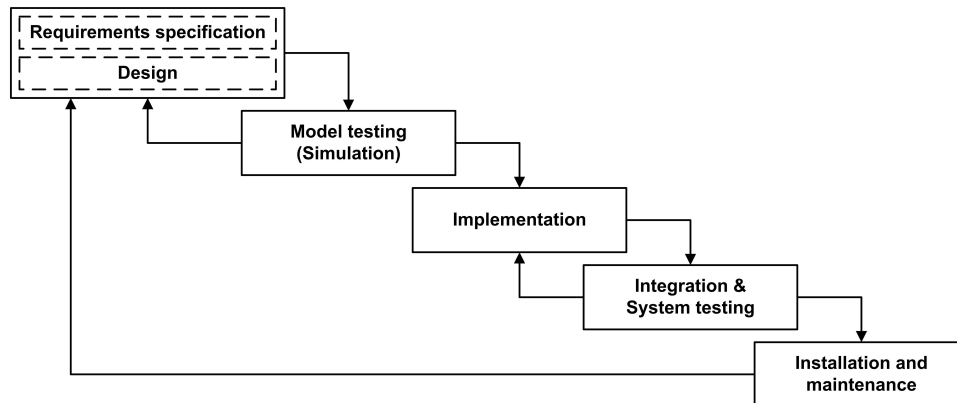 Requirements specification
Design
Model testing
(Simulation)
Implementation
Integration &
System testing
Installation and
maintenance